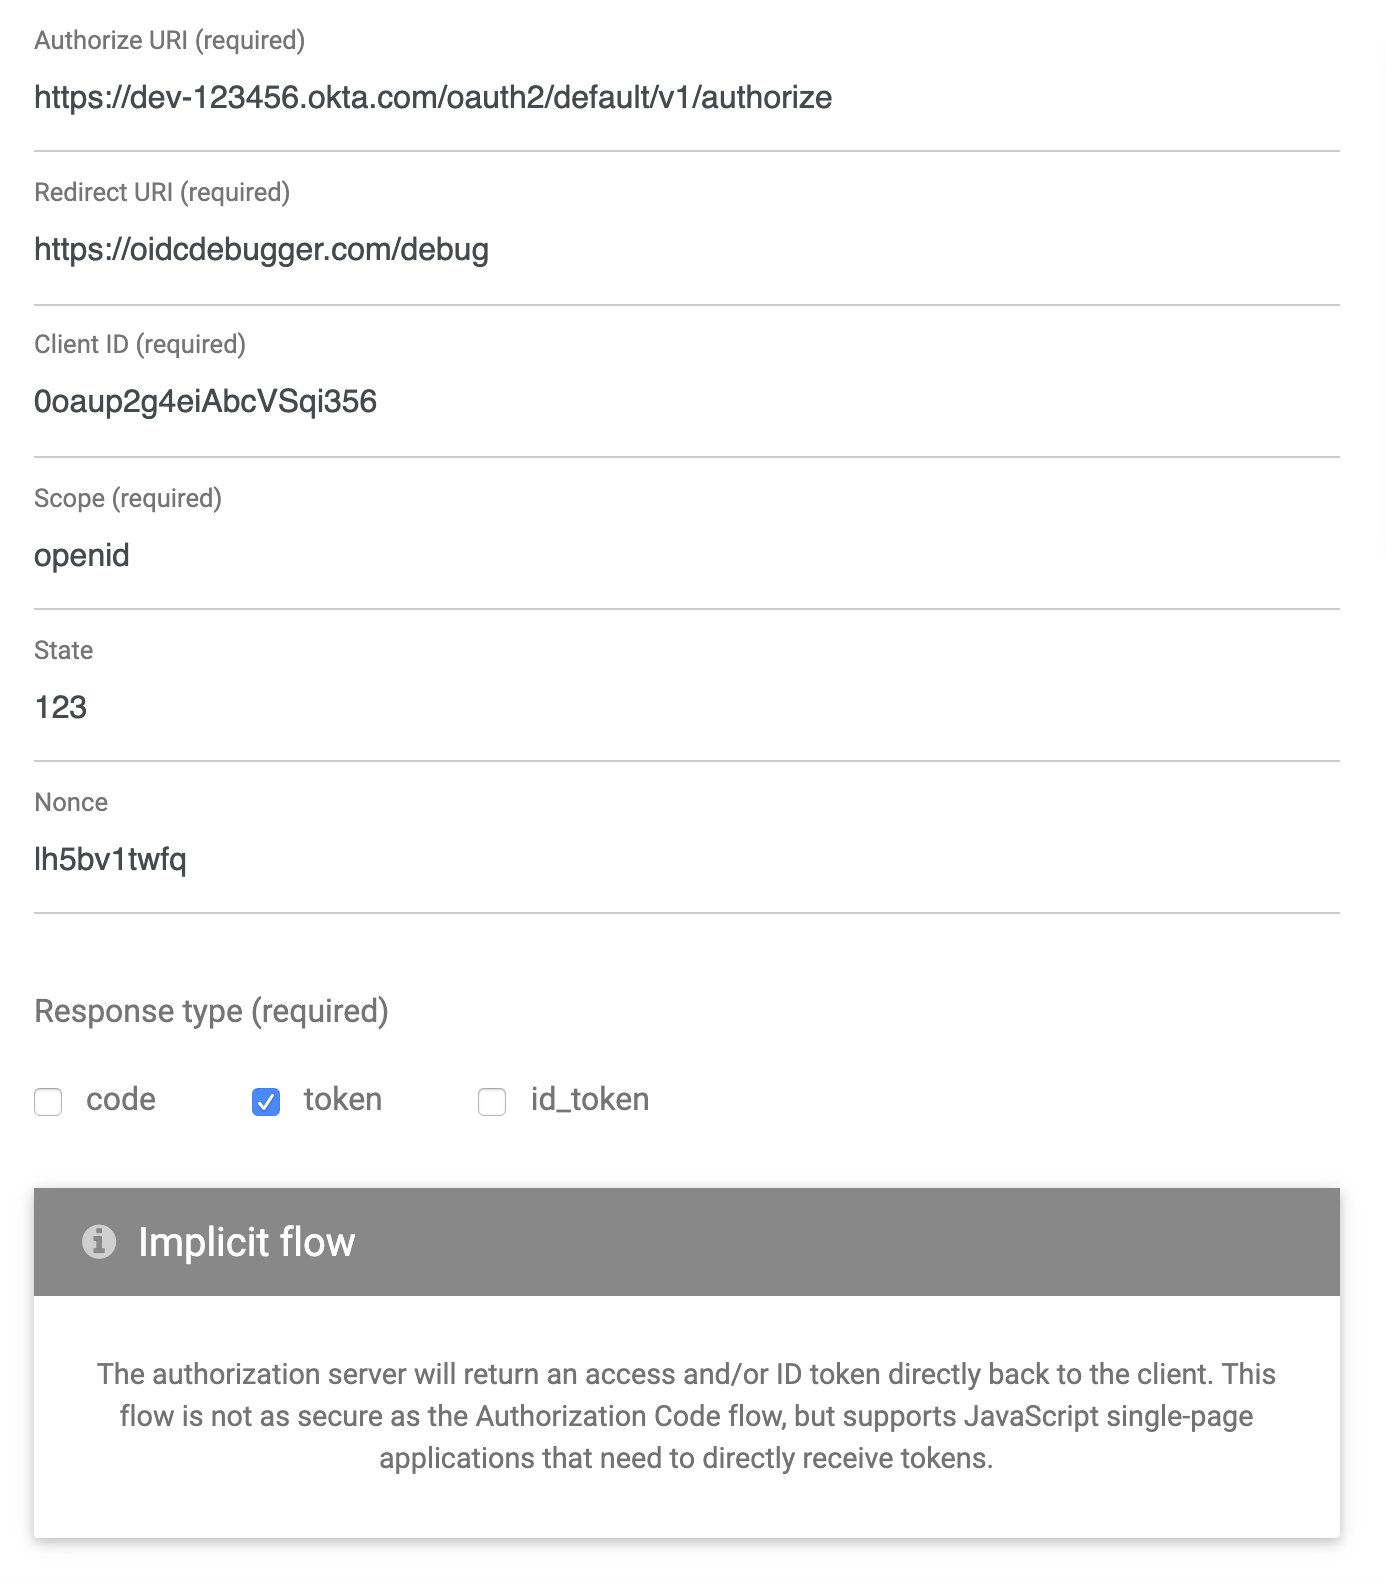 Authorize URI (required)
https://dev-123456.okta.com/oauth2/default/v1/authorize
Redirect URI (required)
https://oidcdebugger.com/debug
Client ID (required)
0oaup2g4eiAbcVSqi356
Scope (required)
openid
State
123
Nonce
lh5bv1twfq
Response type (required)
code token id_token
Implicit flow
The authorization server will return an access and/or ID token directly back to the client. This
flow is not as secure as the Authorization Code flow, but supports JavaScript single-page
applications that need to directly receive tokens.